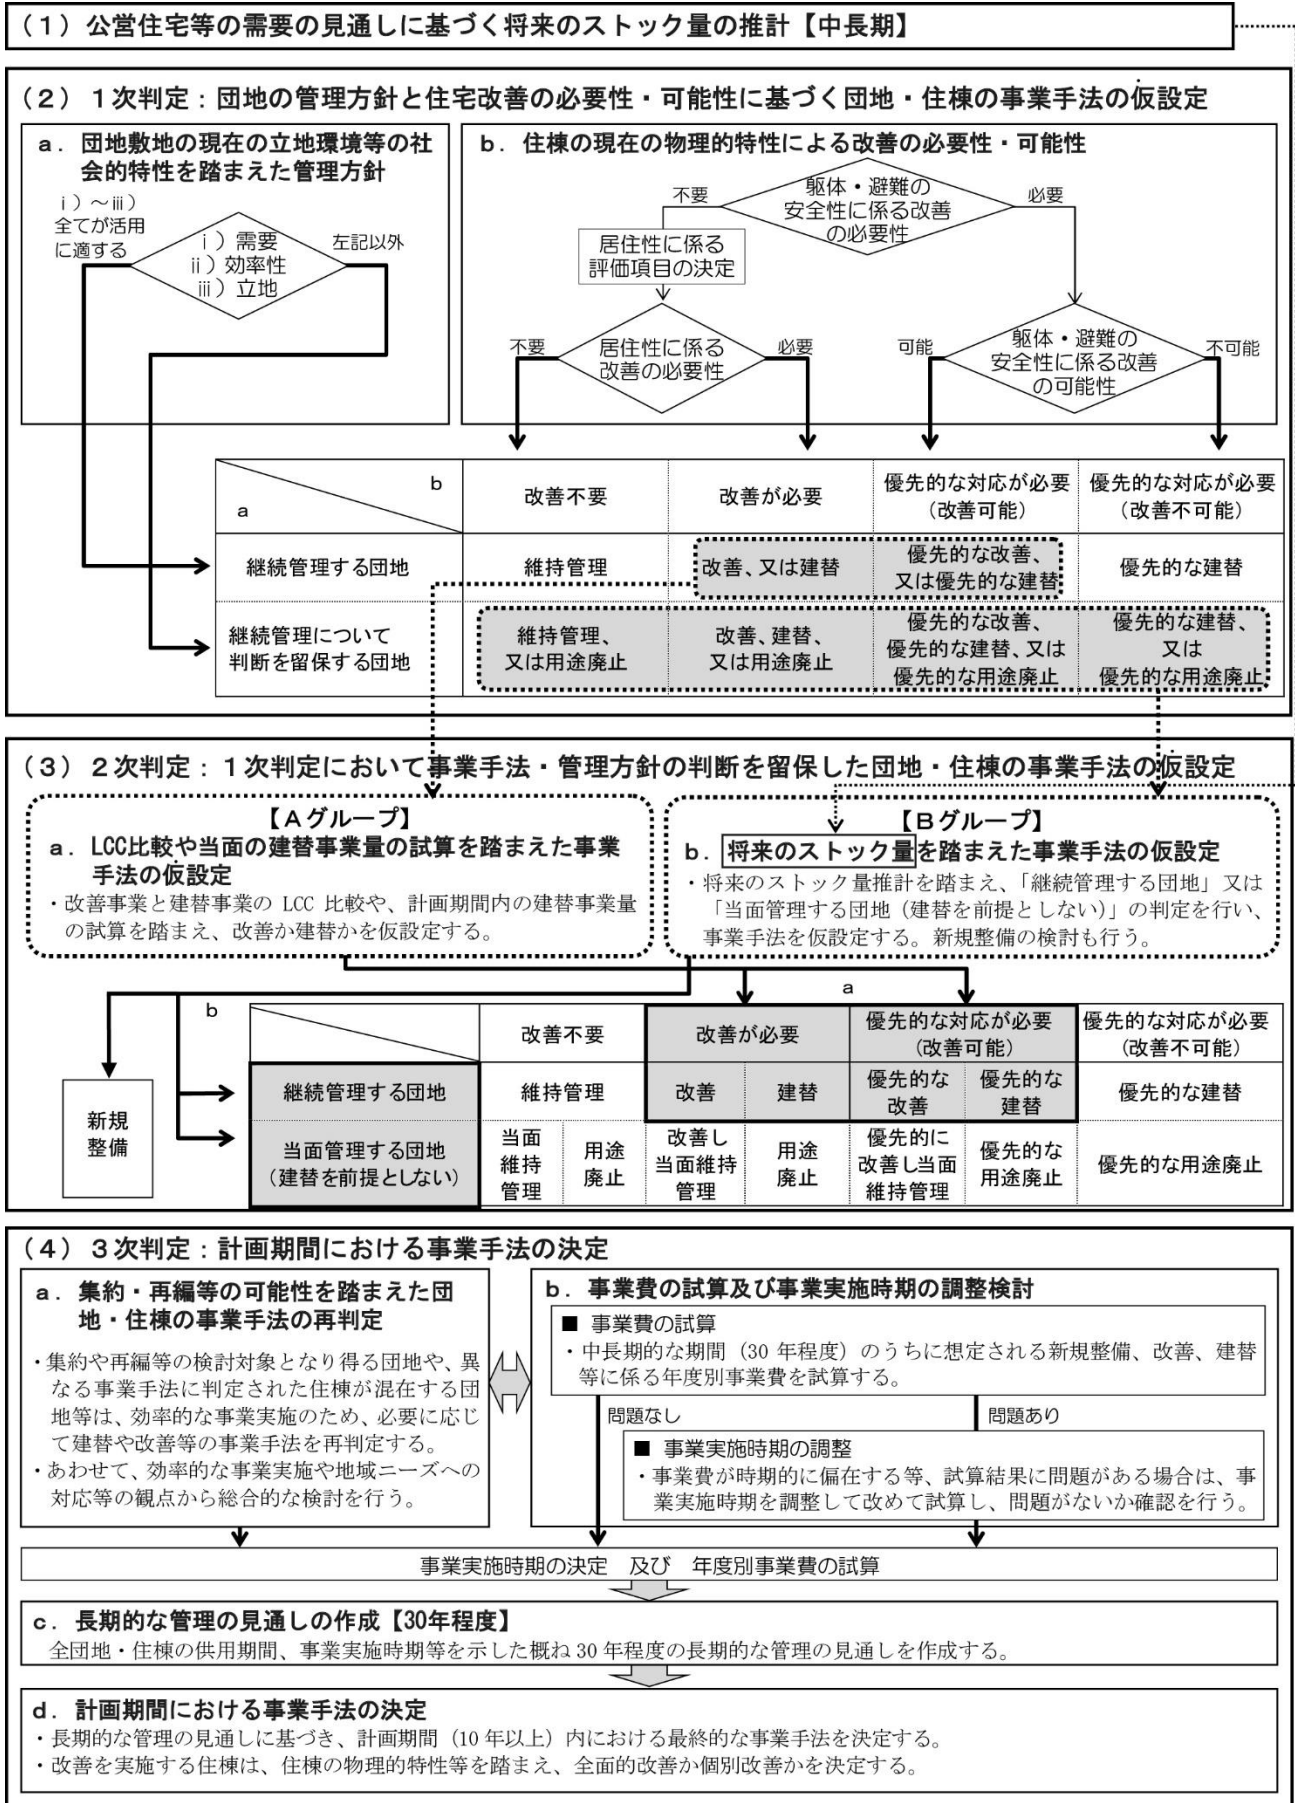 （１）公営住宅等の需要の見通しに基づく将来のストック量の推計【中長期】
（２）１次判定：団地の管理方針と住宅改善の必要性・可能性に基づく団地・住棟の事業手法の仮設定
a．団地敷地の現在の立地環境等の社
会的特性を踏まえた管理方針
ⅰ）～ⅲ）
全てが活用
に適する
ⅰ）需要
ⅱ）効率性
ⅲ）立地
左記以外
b．住棟の現在の物理的特性による改善の必要性・可能性
不要
躯体・避難の
安全性に係る改善
の必要性
必要
居住性に係る
評価項目の決定
不要
居住性に係る
改善の必要性
必要
可能
躯体・避難の
安全性に係る改善
の可能性
不可能
b
a
改善不要
改善が必要
優先的な対応が必要
（改善可能）
優先的な対応が必要
（改善不可能）
継続管理する団地
維持管理
改善、又は建替
優先的な改善、
又は優先的な建替
優先的な建替
継続管理について
判断を留保する団地
維持管理、
又は用途廃止
改善、建替、
又は用途廃止
優先的な改善、
優先的な建替、又は
優先的な用途廃止
優先的な建替、
又は
優先的な用途廃止
（３）２次判定：１次判定において事業手法・管理方針の判断を留保した団地・住棟の事業手法の仮設定
【Ａグループ】
a．LCC比較や当面の建替事業量の試算を踏まえた事業
手法の仮設定
・改善事業と建替事業の LCC 比較や、計画期間内の建替事業量
の試算を踏まえ、改善か建替かを仮設定する。
【Ｂグループ】
b．将来のストック量を踏まえた事業手法の仮設定
・将来のストック量推計を踏まえ、「継続管理する団地」又は
「当面管理する団地（建替を前提としない）」の判定を行い、
事業手法を仮設定する。新規整備の検討も行う。
a
b
新規
整備
改善不要
改善が必要
優先的な対応が必要
（改善可能）
優先的な対応が必要
（改善不可能）
継続管理する団地
維持管理
改善
建替
優先的な
改善
優先的な
建替
優先的な建替
当面管理する団地
（建替を前提としない）
当面
維持
管理
用途
廃止
改善し
当面維持
管理
用途
廃止
優先的に
改善し当面
維持管理
優先的な
用途廃止
優先的な用途廃止
（４）３次判定：計画期間における事業手法の決定
a．集約・再編等の可能性を踏まえた団
地・住棟の事業手法の再判定
・集約や再編等の検討対象となり得る団地や、異
なる事業手法に判定された住棟が混在する団
地等は、効率的な事業実施のため、必要に応じ
て建替や改善等の事業手法を再判定する。
・あわせて、効率的な事業実施や地域ニーズへの
対応等の観点から総合的な検討を行う。
b．事業費の試算及び事業実施時期の調整検討
■ 事業費の試算
・中長期的な期間（30 年程度）のうちに想定される新規整備、改善、建替
等に係る年度別事業費を試算する。
問題なし
問題あり
■ 事業実施時期の調整
・事業費が時期的に偏在する等、試算結果に問題がある場合は、事
業実施時期を調整して改めて試算し、問題がないか確認を行う。
事業実施時期の決定　及び　年度別事業費の試算
c．長期的な管理の見通しの作成【30年程度】
全団地・住棟の供用期間、事業実施時期等を示した概ね 30 年程度の長期的な管理の見通しを作成する。
d．計画期間における事業手法の決定
・長期的な管理の見通しに基づき、計画期間（10 年以上）内における最終的な事業手法を決定する。
・改善を実施する住棟は、住棟の物理的特性等を踏まえ、全面的改善か個別改善かを決定する。